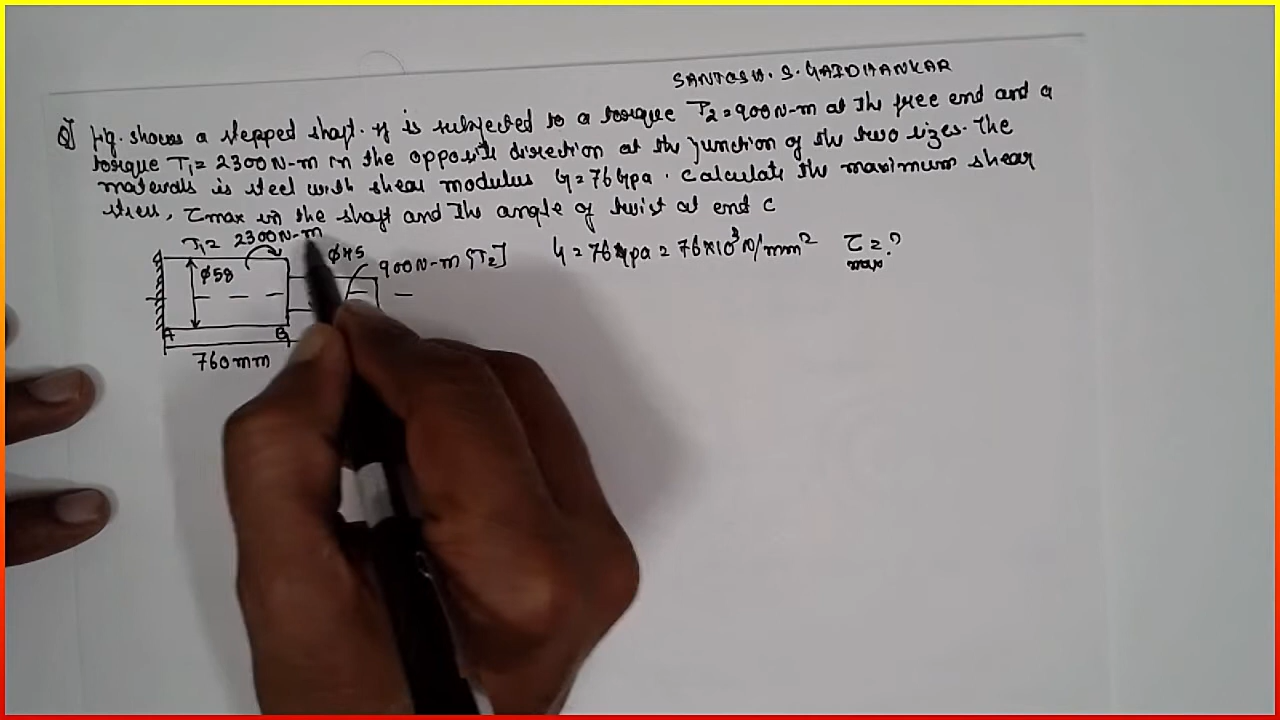 SANTOSH. S. GAIDHANKAR
Q] Fig. shows a stepped shaft. It is subjected to a torque T2 = 900 N-m at the free end and a
torque T1 = 2300 N-m in the opposite direction at the junction of the two sizes. The
materials is steel with shear modulus G = 76 Gpa. Calculate the maximum shear
stress, τmax in the shaft and the angle of twist at end C
T1 = 2300 N-m
ϕ45
900 N-m [T2]
G = 76 Gpa = 76×10³ N/mm² τmax = ?
ϕ58
A B
760 mm